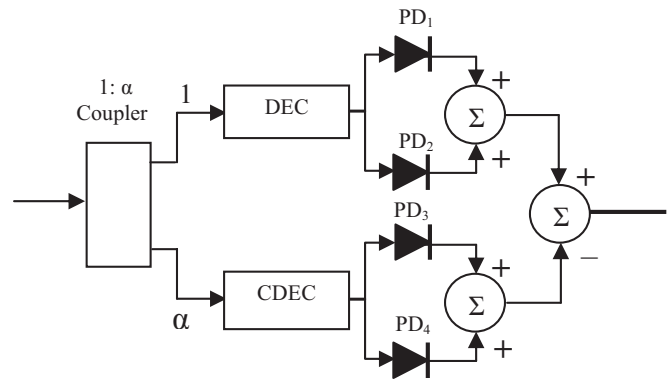 1: α
Coupler
1
α
DEC
CDEC
PD₁
PD₂
PD₃
PD₄
+
Σ
+
+
Σ
+
+
Σ
−